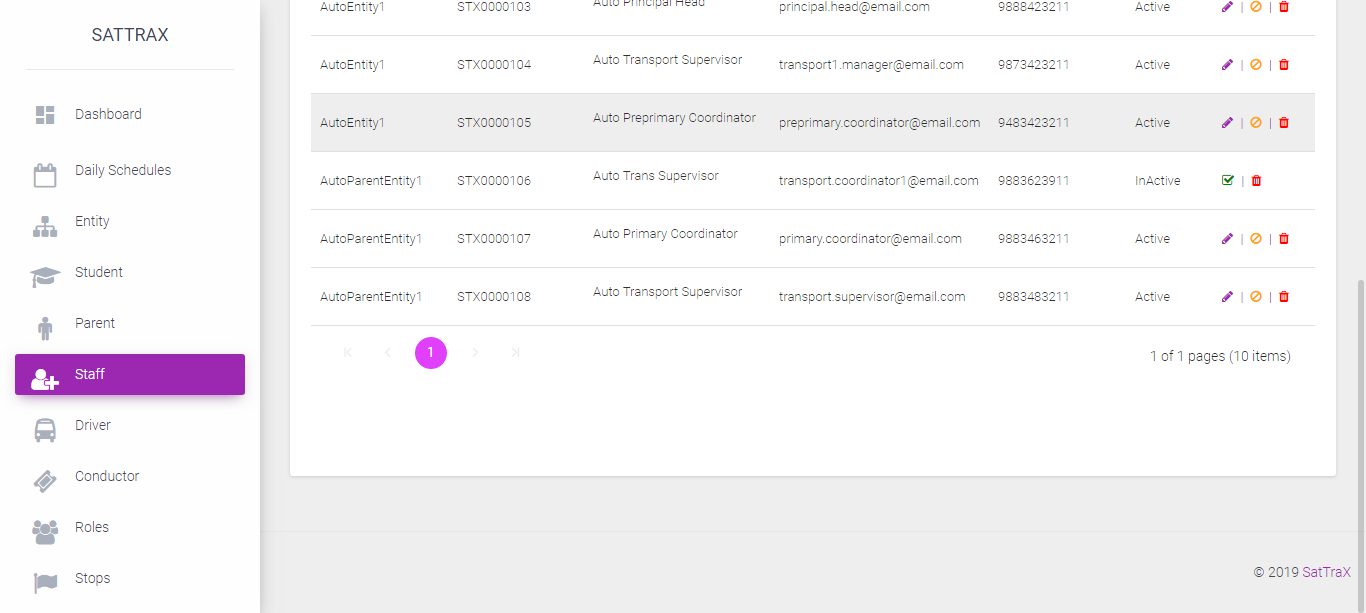 SATTRAX
Dashboard
Daily Schedules
Entity
Student
Parent
Staff
Driver
Conductor
Roles
Stops
AutoEntity1 STX0000103 Auto Principal Head principal.head@email.com 9888423211 Active | |
AutoEntity1 STX0000104 Auto Transport Supervisor transport1.manager@email.com 9873423211 Active | |
AutoEntity1 STX0000105 Auto Preprimary Coordinator preprimary.coordinator@email.com 9483423211 Active | |
AutoParentEntity1 STX0000106 Auto Trans Supervisor transport.coordinator1@email.com 9883623911 InActive |
AutoParentEntity1 STX0000107 Auto Primary Coordinator primary.coordinator@email.com 9883463211 Active | |
AutoParentEntity1 STX0000108 Auto Transport Supervisor transport.supervisor@email.com 9883483211 Active | |
1 1 of 1 pages (10 items)
© 2019 SatTraX